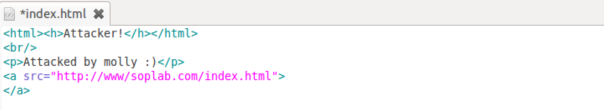 *index.html
<html><h>Attacker!</h></html>
<br/>
<p>Attacked by molly :)</p>
<a src="http://www/soplab.com/index.html">
</a>